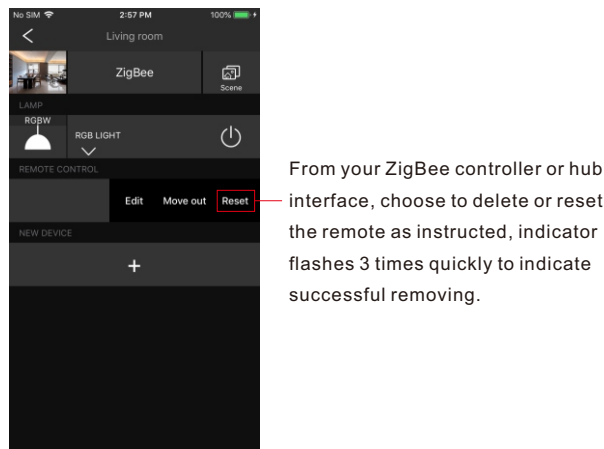 No SIM 2:57 PM 100%
Living room
ZigBee
Scene
LAMP
RGBW
RGB LIGHT
REMOTE CONTROL
Edit Move out Reset
NEW DEVICE
+
From your ZigBee controller or hub
interface, choose to delete or reset
the remote as instructed, indicator
flashes 3 times quickly to indicate
successful removing.